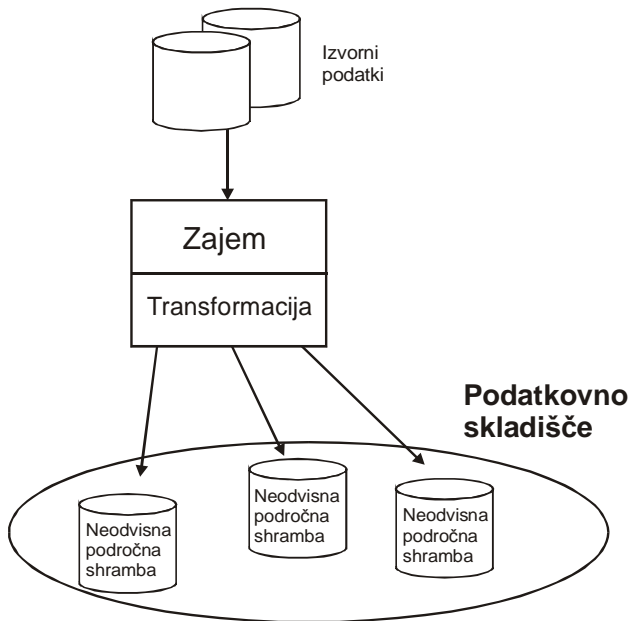 Izvorni
podatki
Zajem
Transformacija
Podatkovno
skladišče
Neodvisna
področna
shramba
Neodvisna
področna
shramba
Neodvisna
področna
shramba